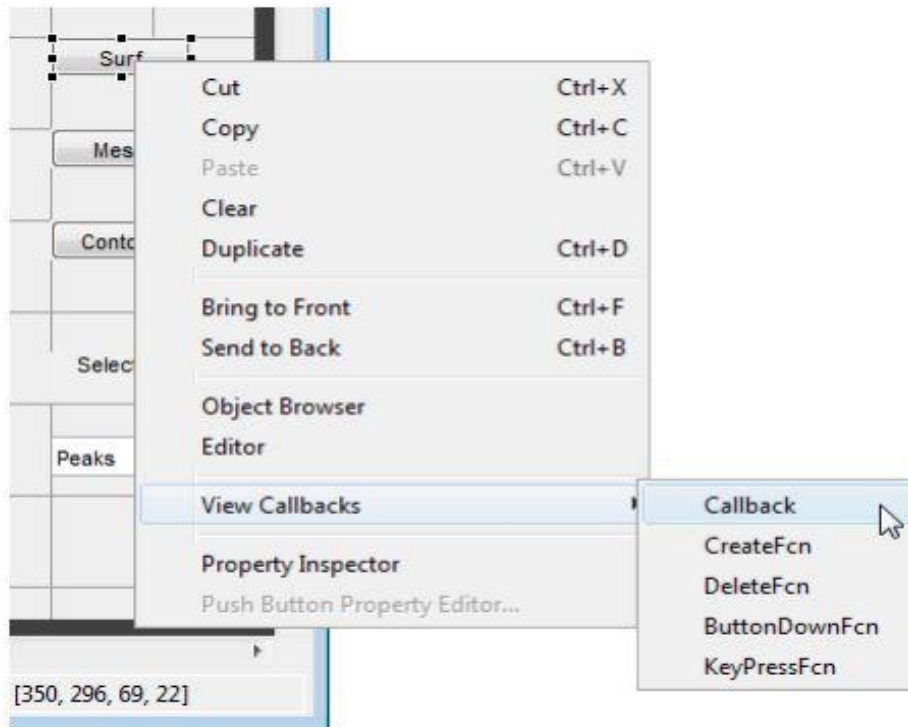 Surf
Cut Ctrl+X
Copy Ctrl+C
Mes
Paste Ctrl+V
Clear
Conto
Duplicate Ctrl+D
Bring to Front Ctrl+F
Send to Back Ctrl+B
Select
Object Browser
Editor
Peaks
View Callbacks
Callback
CreateFcn
Property Inspector
DeleteFcn
Push Button Property Editor...
ButtonDownFcn
KeyPressFcn
[350, 296, 69, 22]